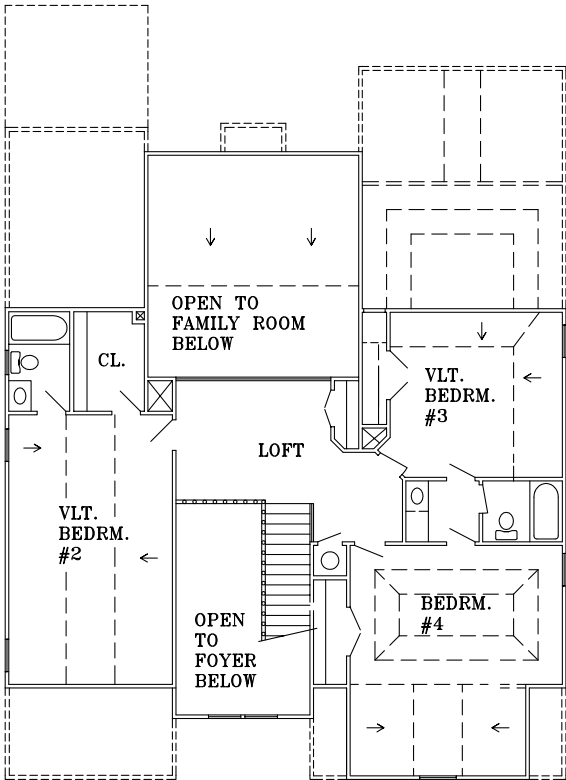 OPEN TO
FAMILY ROOM
BELOW
CL.
VLT.
BEDRM.
#3
LOFT
VLT.
BEDRM.
#2
OPEN
TO
FOYER
BELOW
BEDRM.
#4